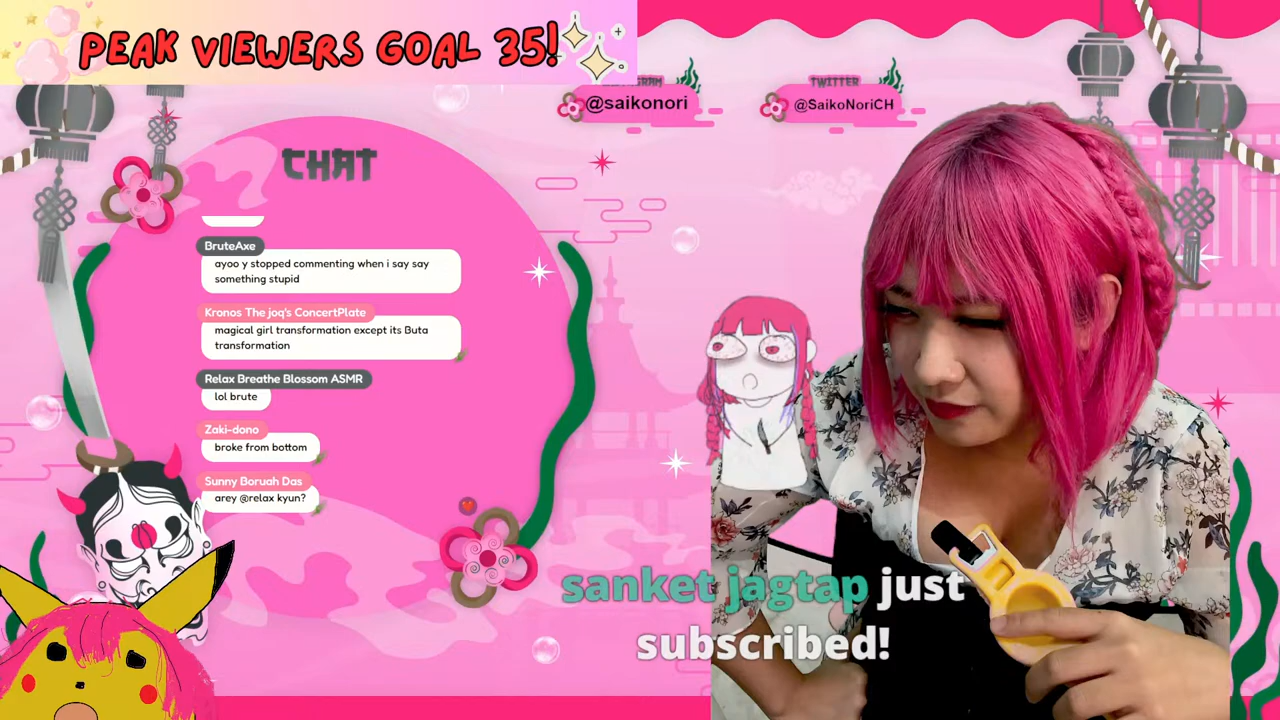 PEAK VIEWERS GOAL 35!
TWITTER
@saikonori
@SaikoNoriCH
CHAT
BruteAxe
ayoo y stopped commenting when i say say
something stupid
Kronos The joq's ConcertPlate
magical girl transformation except its Buta
transformation
Relax Breathe Blossom ASMR
lol brute
Zaki-dono
broke from bottom
Sunny Boruah Das
arey @relax kyun?
sanket jagtap just
subscribed!